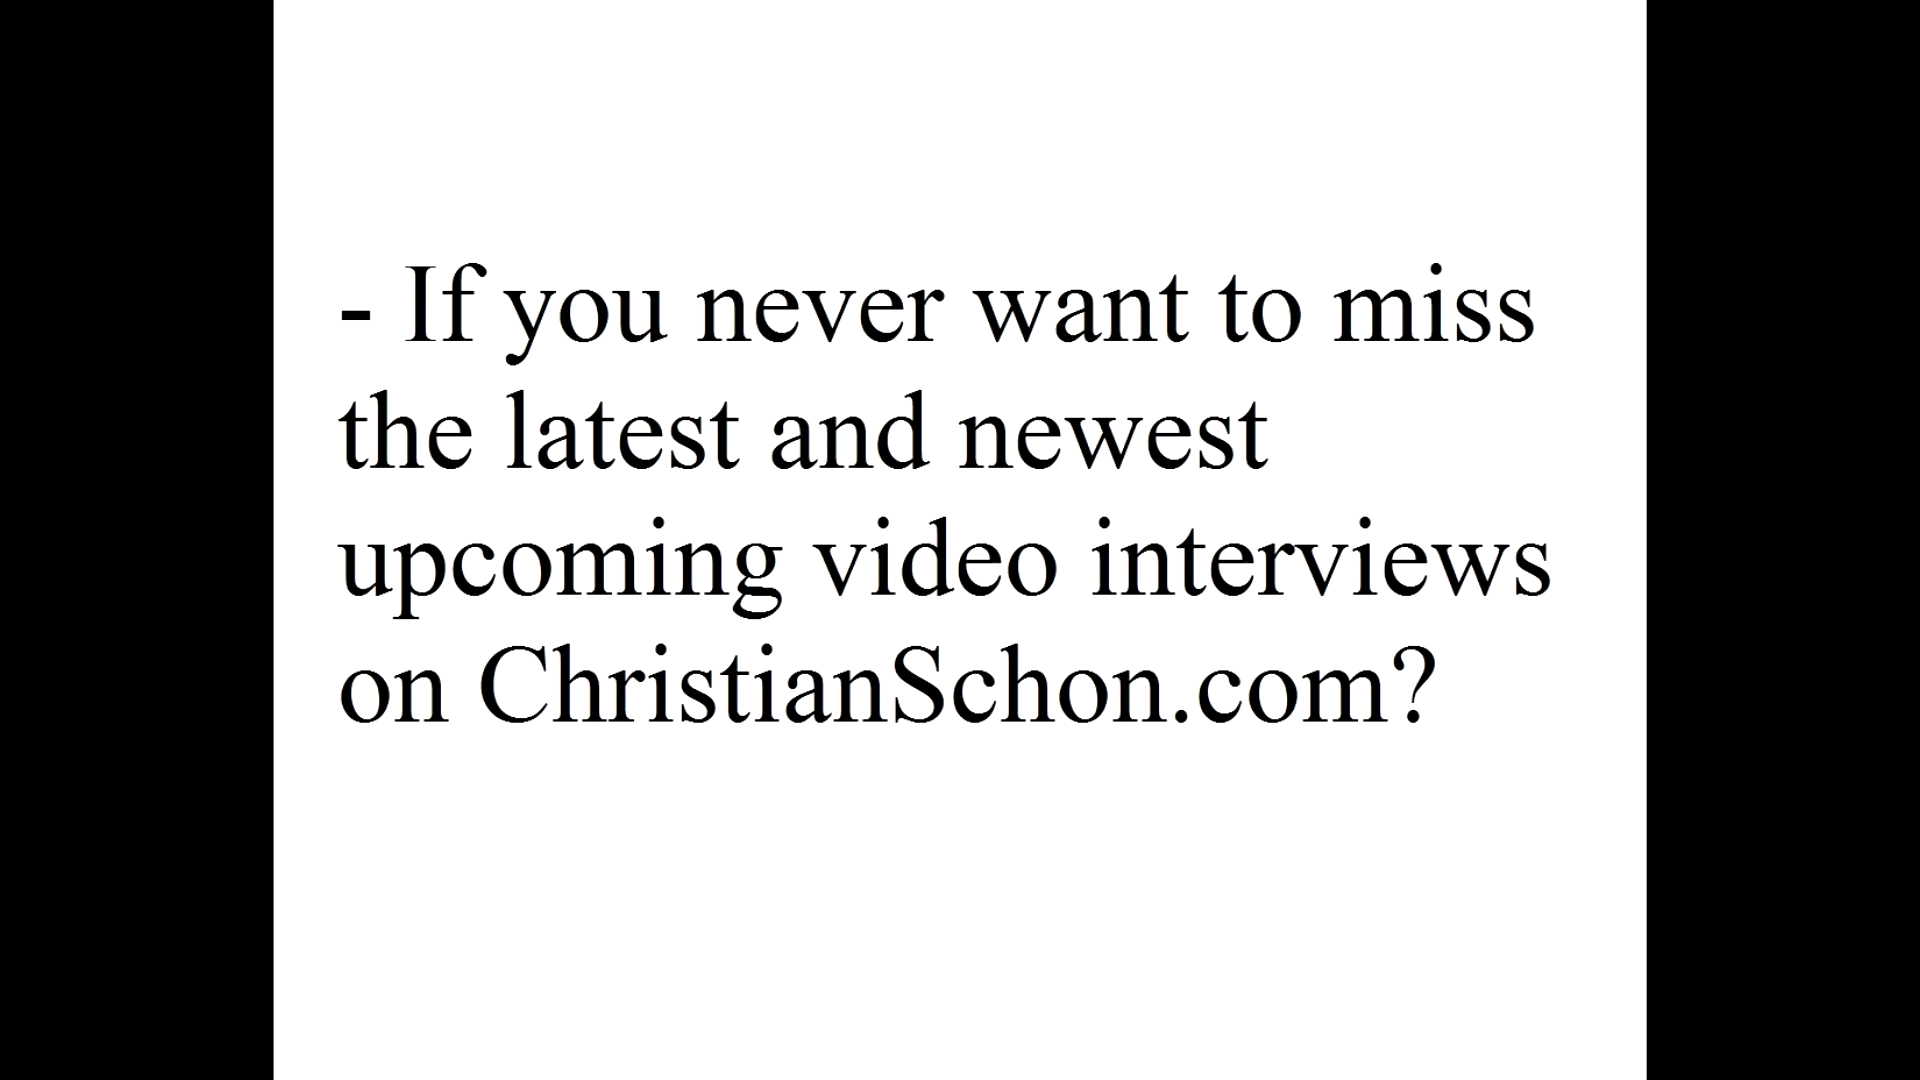 - If you never want to miss
the latest and newest
upcoming video interviews
on ChristianSchon.com?